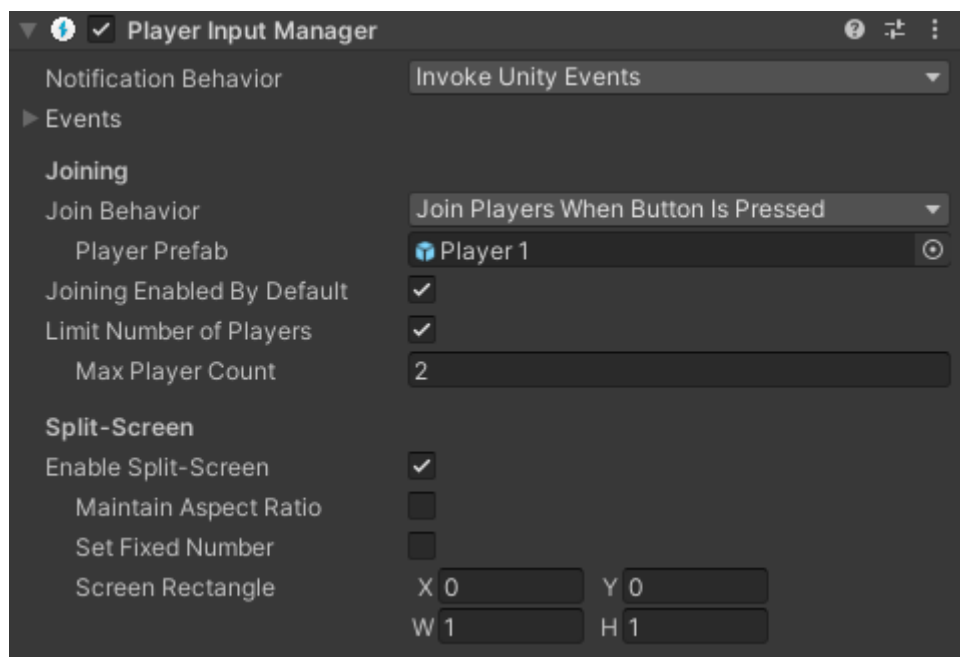 Player Input Manager
Notification Behavior Invoke Unity Events
Events
Joining
Join Behavior Join Players When Button Is Pressed
Player Prefab Player 1
Joining Enabled By Default
Limit Number of Players
Max Player Count 2
Split-Screen
Enable Split-Screen
Maintain Aspect Ratio
Set Fixed Number
Screen Rectangle X 0 Y 0
W 1 H 1